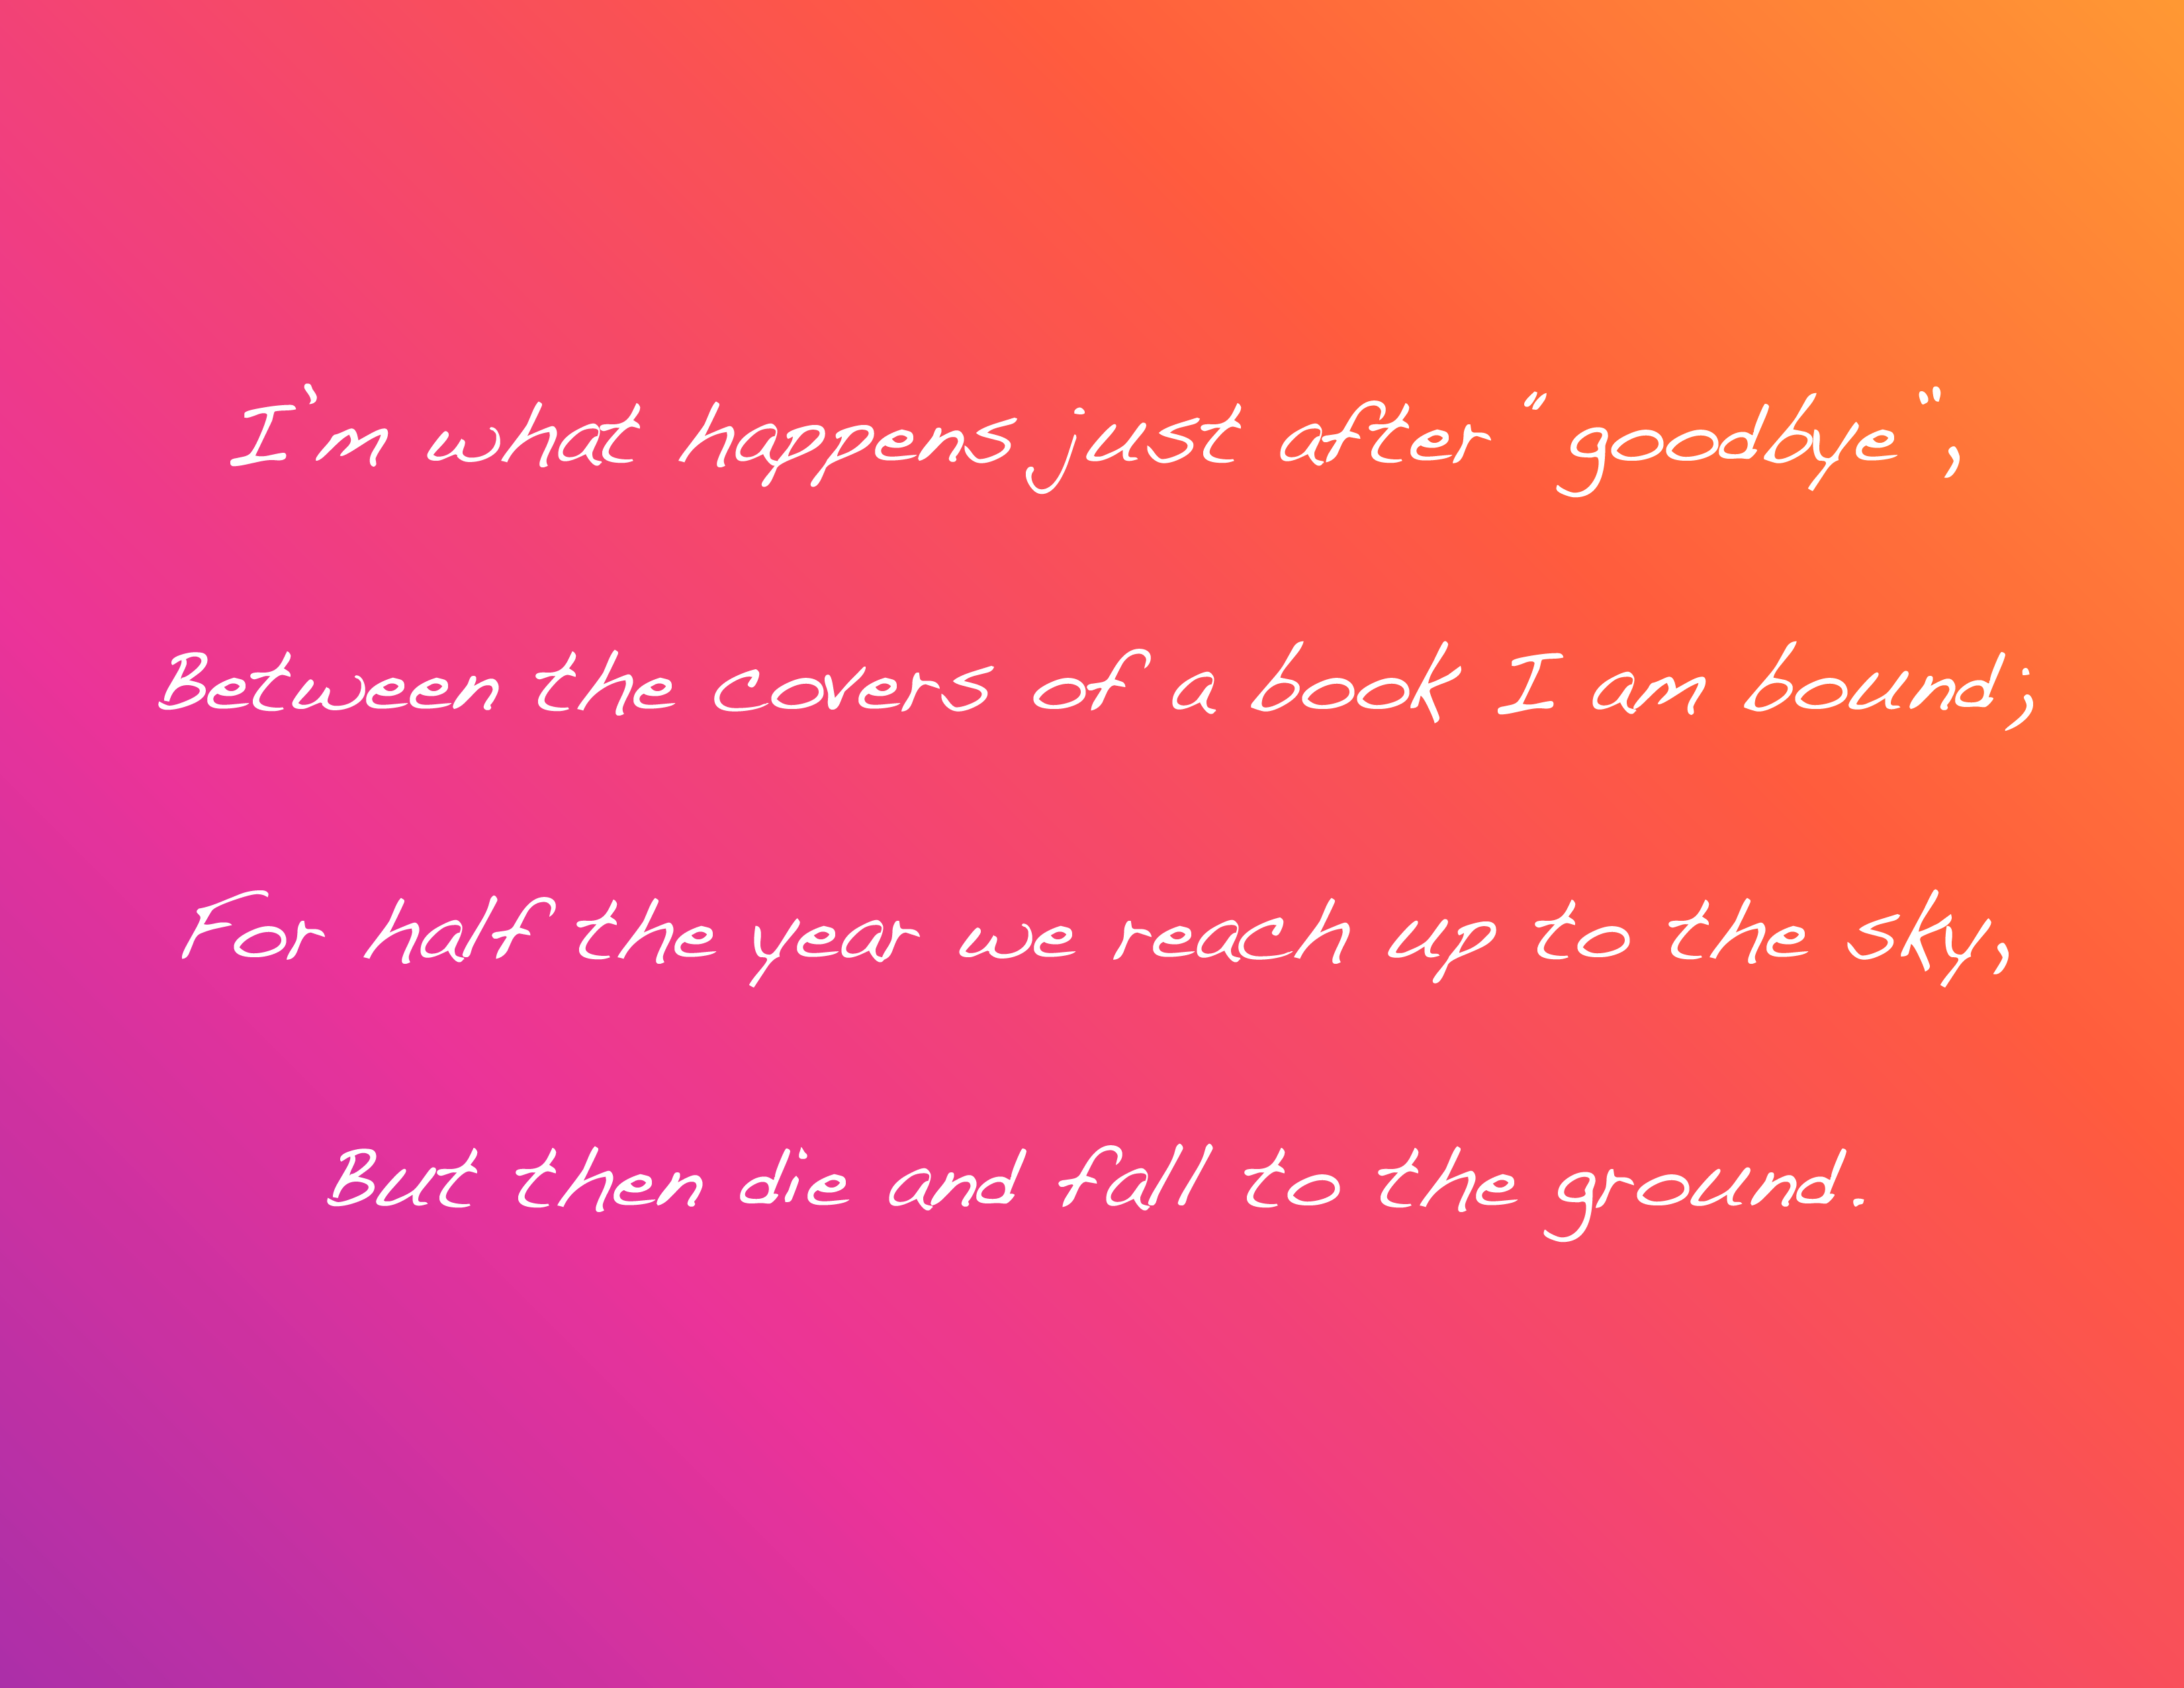 I'm what happens just after "goodbye",
Between the covers of a book I am bound;
For half the year we reach up to the sky,
But then die and fall to the ground.